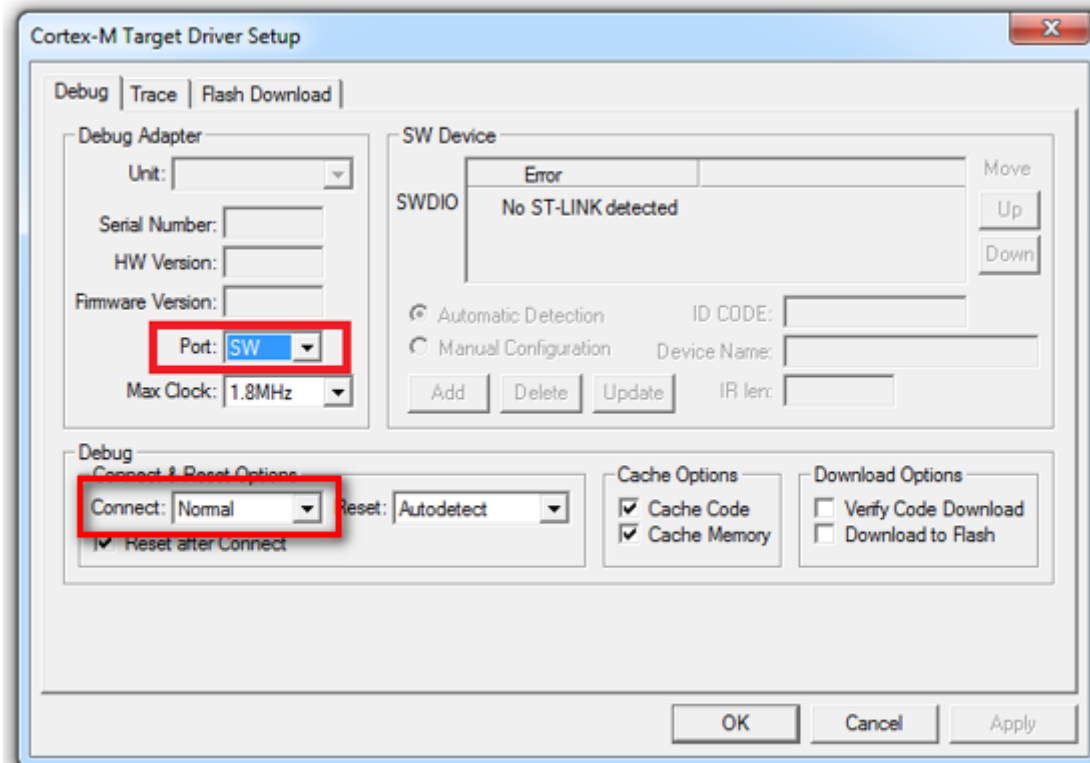 Cortex-M Target Driver Setup
Debug Trace Flash Download
Debug Adapter
Unit:
Serial Number:
HW Version:
Firmware Version:
Port: SW
Max Clock: 1.8MHz
SW Device
Error
SWDIO No ST-LINK detected
Move
Up
Down
Automatic Detection ID CODE:
Manual Configuration Device Name:
Add Delete Update IR len:
Debug
Connect & Reset Options
Connect: Normal Reset: Autodetect
Reset after Connect
Cache Options
Cache Code
Cache Memory
Download Options
Verify Code Download
Download to Flash
OK Cancel Apply